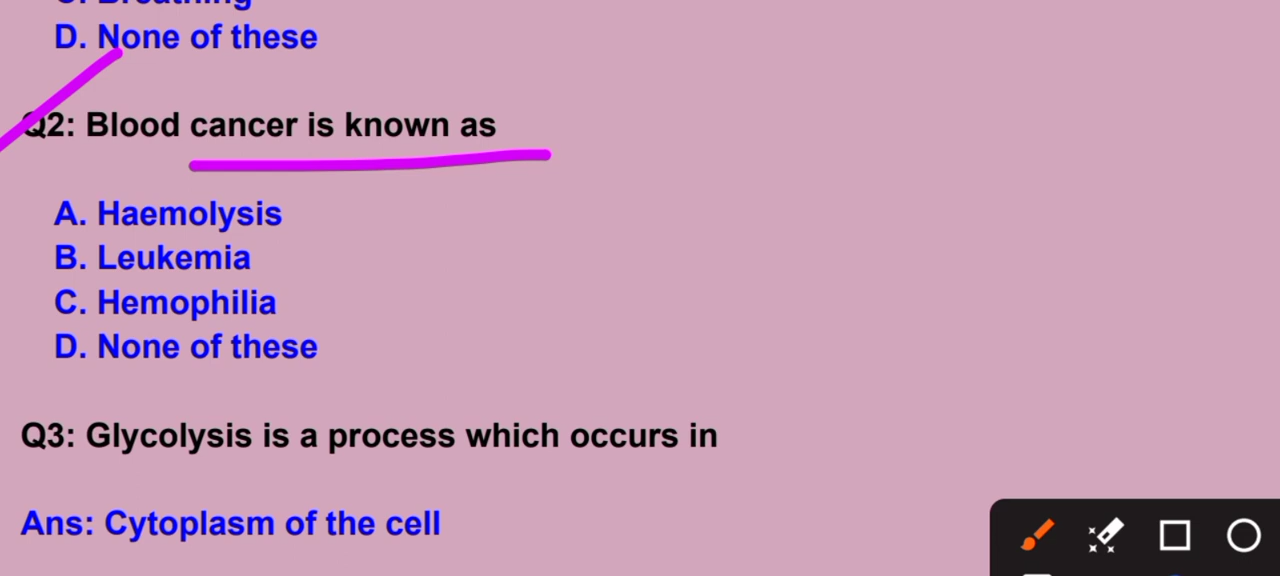 C. Breathing
D. None of these
Q2: Blood cancer is known as
A. Haemolysis
B. Leukemia
C. Hemophilia
D. None of these
Q3: Glycolysis is a process which occurs in
Ans: Cytoplasm of the cell